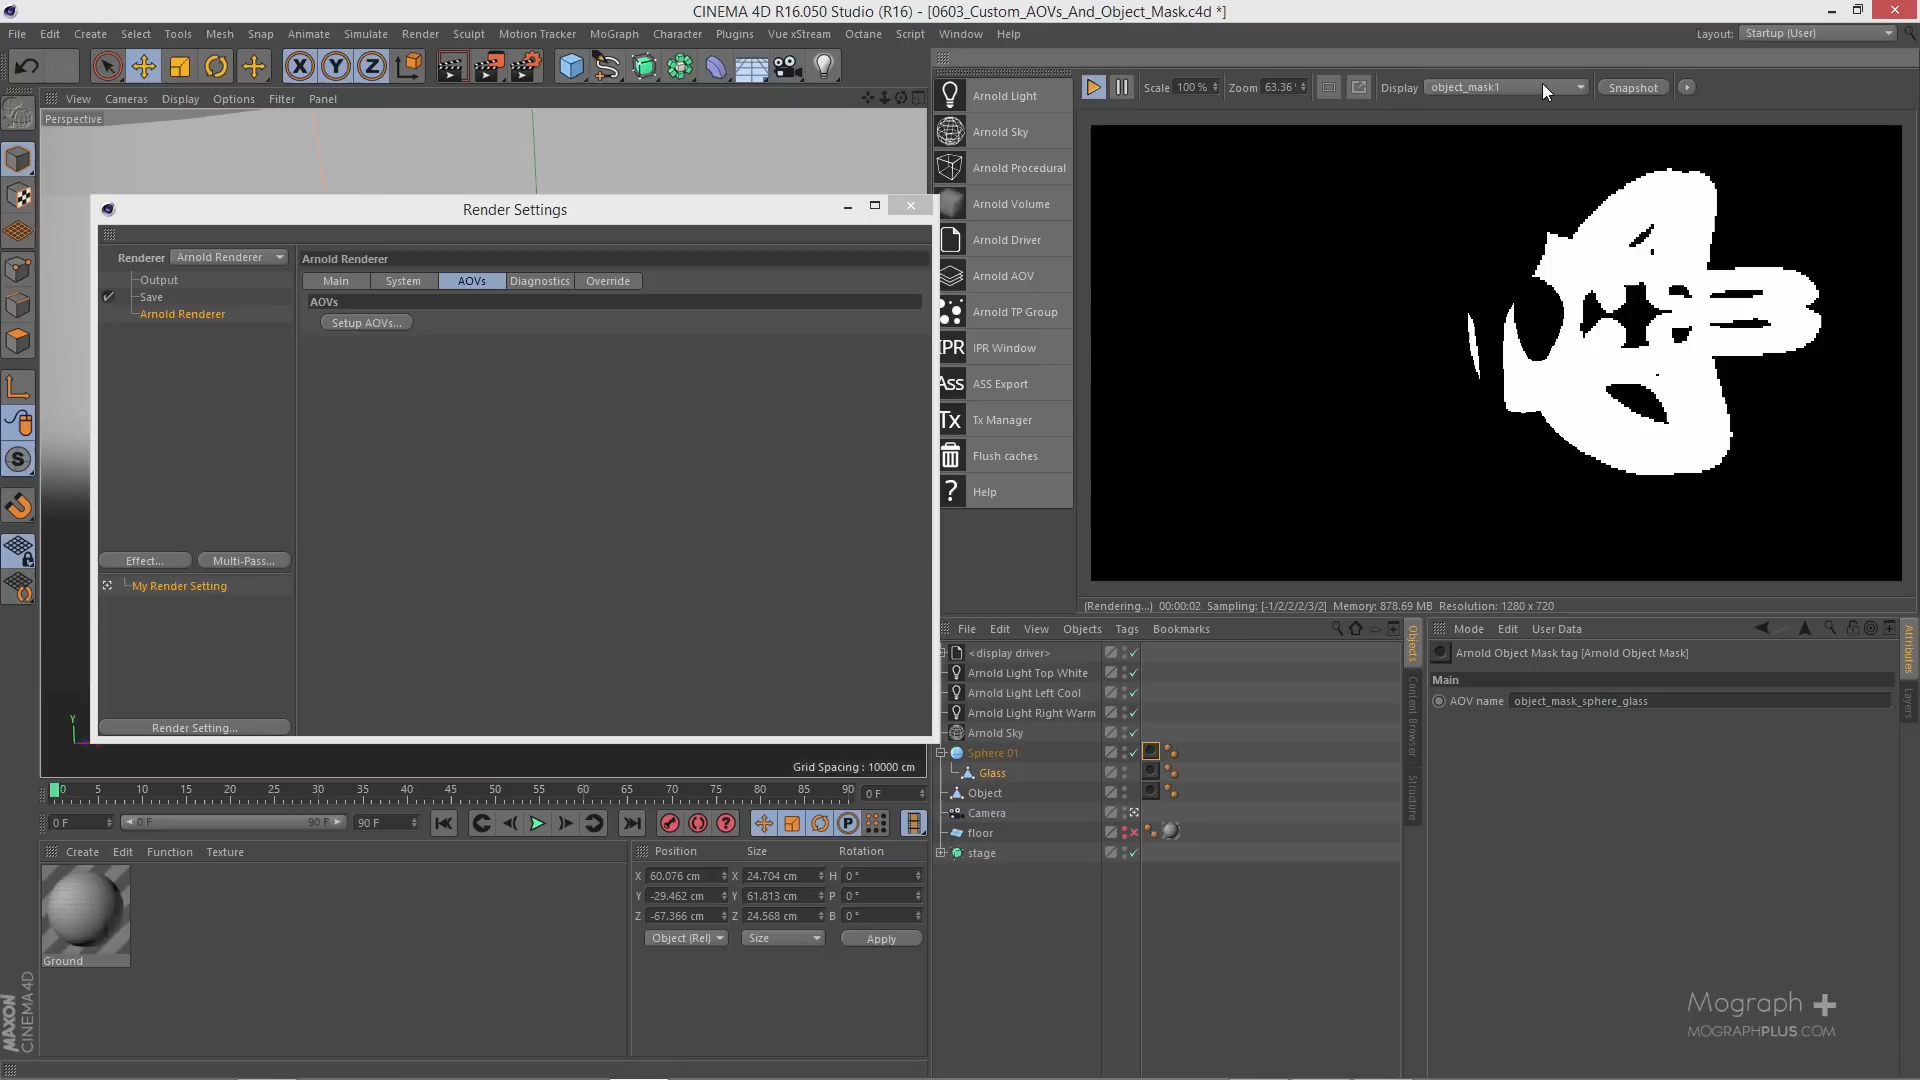 CINEMA 4D R16.050 Studio (R16) - [0603_Custom_AOVs_And_Object_Mask.c4d *]
File Edit Create Select Tools Mesh Snap Animate Simulate Render Sculpt Motion Tracker MoGraph Character Plugins Vue xStream Octane Script Window Help
Layout: Startup (User)
X Y Z
View Cameras Display Options Filter Panel
Perspective
Render Settings
Renderer Arnold Renderer
Output
Save
Arnold Renderer
Arnold Renderer
Main System AOVs Diagnostics Override
AOVs
Setup AOVs...
Effect... Multi-Pass...
My Render Setting
Render Setting...
Y
Grid Spacing : 10000 cm
Arnold Light
Arnold Sky
Arnold Procedural
Arnold Volume
Arnold Driver
Arnold AOV
Arnold TP Group
IPR IPR Window
Ass ASS Export
Tx Tx Manager
Flush caches
? Help
Scale 100 % Zoom 63.36 Display object_mask1 Snapshot
(Rendering...) 00:00:02 Sampling: [-1/2/2/2/3/2] Memory: 878.69 MB Resolution: 1280 x 720
File Edit View Objects Tags Bookmarks
<display driver>
Arnold Light Top White
Arnold Light Left Cool
Arnold Light Right Warm
Arnold Sky
Sphere 01
Glass
Object
Camera
floor
stage
Objects
Content Browser
Structure
Mode Edit User Data
Arnold Object Mask tag [Arnold Object Mask]
Main
AOV name object_mask_sphere_glass
Attributes
Layers
0 5 10 15 20 25 30 35 40 45 50 55 60 65 70 75 80 85 90 0 F
0 F 0 F 90 F 90 F
Create Edit Function Texture
Ground
Position Size Rotation
X 60.076 cm X 24.704 cm H 0 °
Y -29.462 cm Y 61.813 cm P 0 °
Z -67.366 cm Z 24.568 cm B 0 °
Object (Rel) Size Apply
MAXON
CINEMA 4D
Mograph +
MOGRAPHPLUS.COM